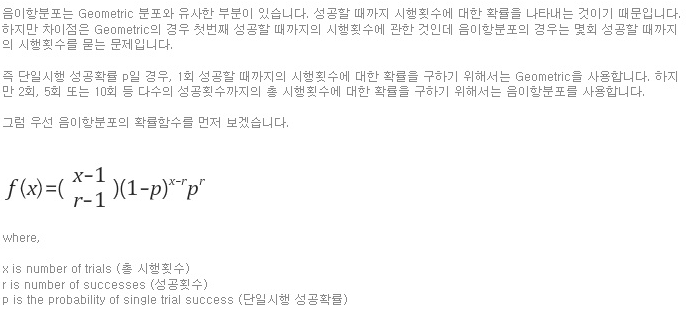 음이항분포는 Geometric 분포와 유사한 부분이 있습니다. 성공할 때까지 시행횟수에 대한 확률을 나타내는 것이기 때문입니다.
하지만 차이점은 Geometric의 경우 첫번째 성공할 때까지의 시행횟수에 관한 것인데 음이항분포의 경우는 몇회 성공할 때까지
의 시행횟수를 묻는 문제입니다.
즉 단일시행 성공확률 p일 경우, 1회 성공할 때까지의 시행횟수에 대한 확률을 구하기 위해서는 Geometric을 사용합니다. 하지
만 2회, 5회 또는 10회 등 다수의 성공횟수까지의 총 시행횟수에 대한 확률을 구하기 위해서는 음이항분포를 사용합니다.
그럼 우선 음이항분포의 확률함수를 먼저 보겠습니다.
f(x)=( x-1 r-1 )(1-p)^{x-r}p^r
where,
x is number of trials (총 시행횟수)
r is number of successes (성공횟수)
p is the probability of single trial success (단일시행 성공확률)